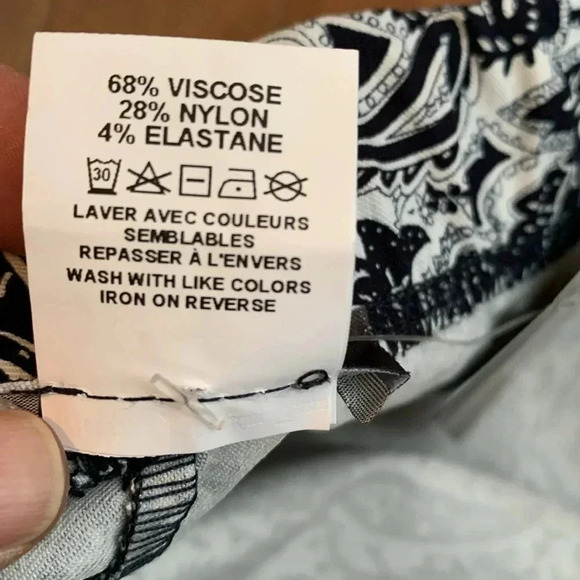 68% VISCOSE
28% NYLON
4% ELASTANE
30
LAVER AVEC COULEURS
SEMBLABLES
REPASSER À L'ENVERS
WASH WITH LIKE COLORS
IRON ON REVERSE